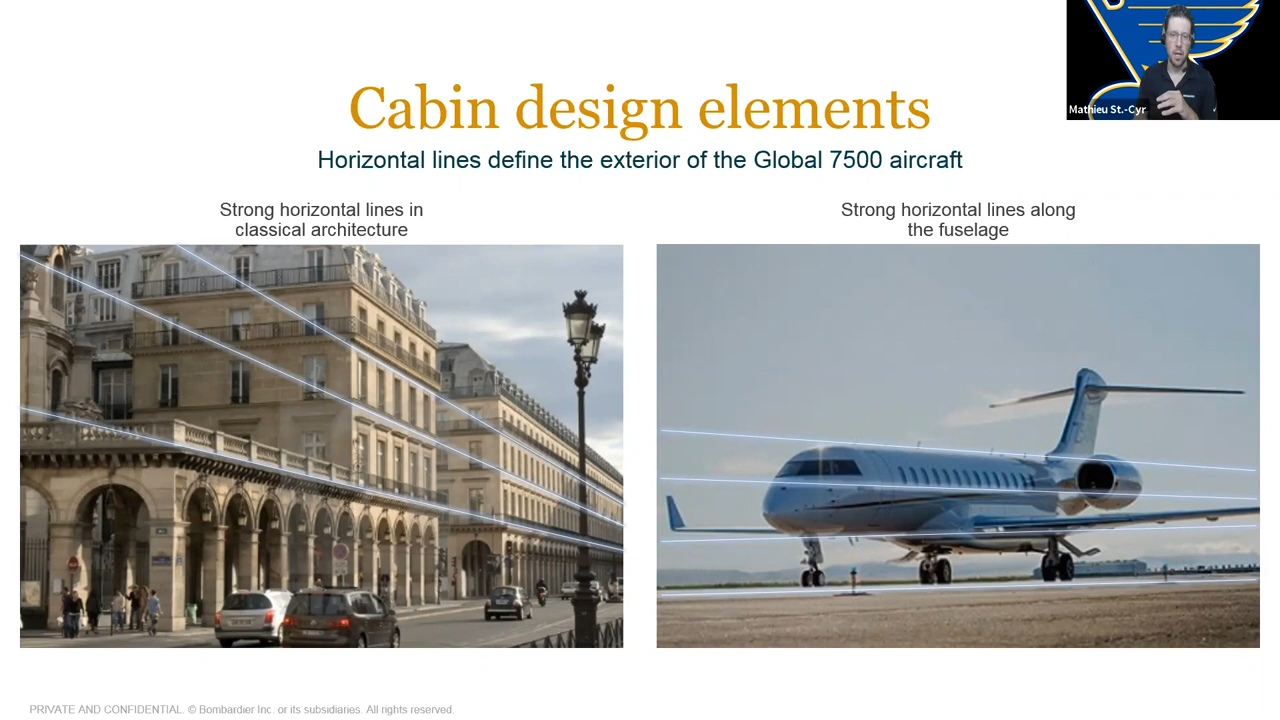 Mathieu St.-Cyr
Cabin design elements
Horizontal lines define the exterior of the Global 7500 aircraft
Strong horizontal lines in
classical architecture
Strong horizontal lines along
the fuselage
PRIVATE AND CONFIDENTIAL. © Bombardier Inc. or its subsidiaries. All rights reserved.